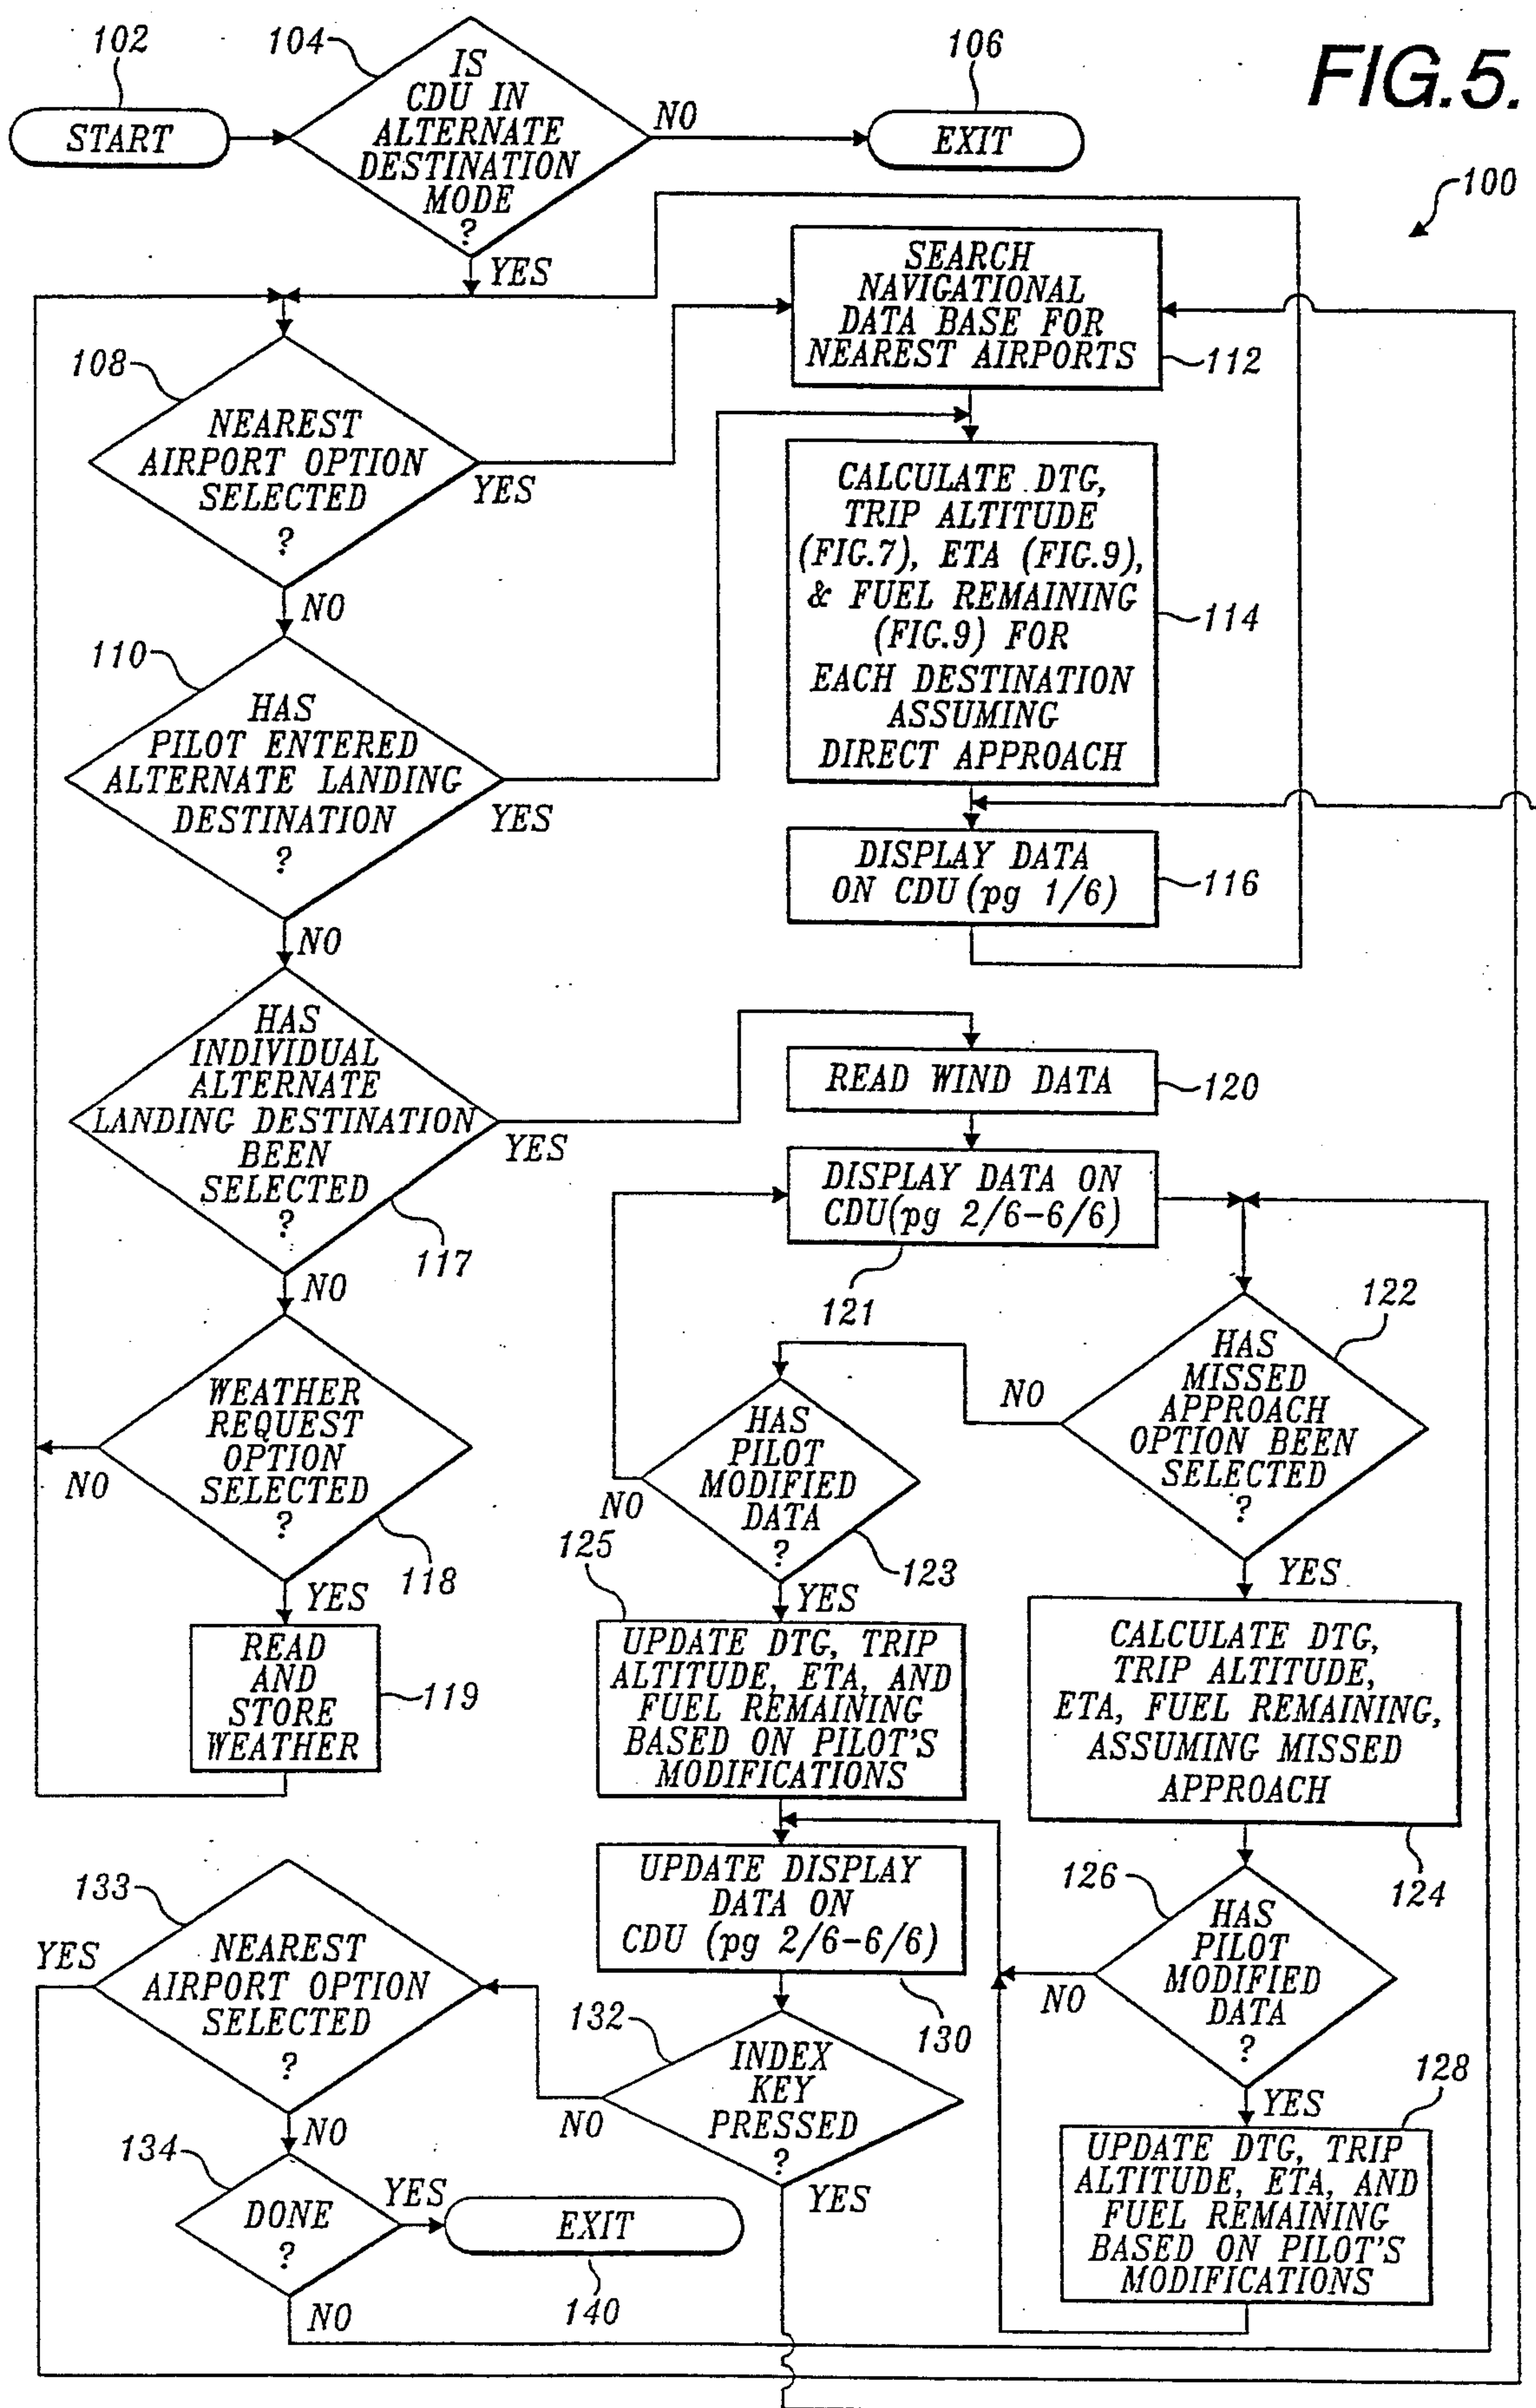 FIG.5.
102
104
106
START
IS
CDU IN
ALTERNATE
DESTINATION
MODE
?
NO
EXIT
100
YES
SEARCH
NAVIGATIONAL
DATA BASE FOR
NEAREST AIRPORTS
112
108
NEAREST
AIRPORT OPTION
SELECTED
?
YES
NO
CALCULATE DTG,
TRIP ALTITUDE
(FIG.7), ETA (FIG.9),
& FUEL REMAINING
(FIG.9) FOR
EACH DESTINATION
ASSUMING
DIRECT APPROACH
114
110
HAS
PILOT ENTERED
ALTERNATE LANDING
DESTINATION
?
YES
NO
DISPLAY DATA
ON CDU (pg 1/6)
116
HAS
INDIVIDUAL
ALTERNATE
LANDING DESTINATION
BEEN
SELECTED
?
YES
117
NO
READ WIND DATA
120
DISPLAY DATA ON
CDU(pg 2/6-6/6)
121
122
HAS
MISSED
APPROACH
OPTION BEEN
SELECTED
?
NO
YES
WEATHER
REQUEST
OPTION
SELECTED
?
NO
118
YES
READ
AND
STORE
WEATHER
119
HAS
PILOT
MODIFIED
DATA
?
NO
123
YES
125
UPDATE DTG, TRIP
ALTITUDE, ETA, AND
FUEL REMAINING
BASED ON PILOT'S
MODIFICATIONS
CALCULATE DTG,
TRIP ALTITUDE,
ETA, FUEL REMAINING,
ASSUMING MISSED
APPROACH
124
126
HAS
PILOT
MODIFIED
DATA
?
NO
YES
128
UPDATE DTG, TRIP
ALTITUDE, ETA, AND
FUEL REMAINING
BASED ON PILOT'S
MODIFICATIONS
UPDATE DISPLAY
DATA ON
CDU (pg 2/6-6/6)
130
132
INDEX
KEY
PRESSED
?
NO
YES
133
YES
NEAREST
AIRPORT OPTION
SELECTED
?
NO
134
DONE
?
YES
EXIT
140
NO